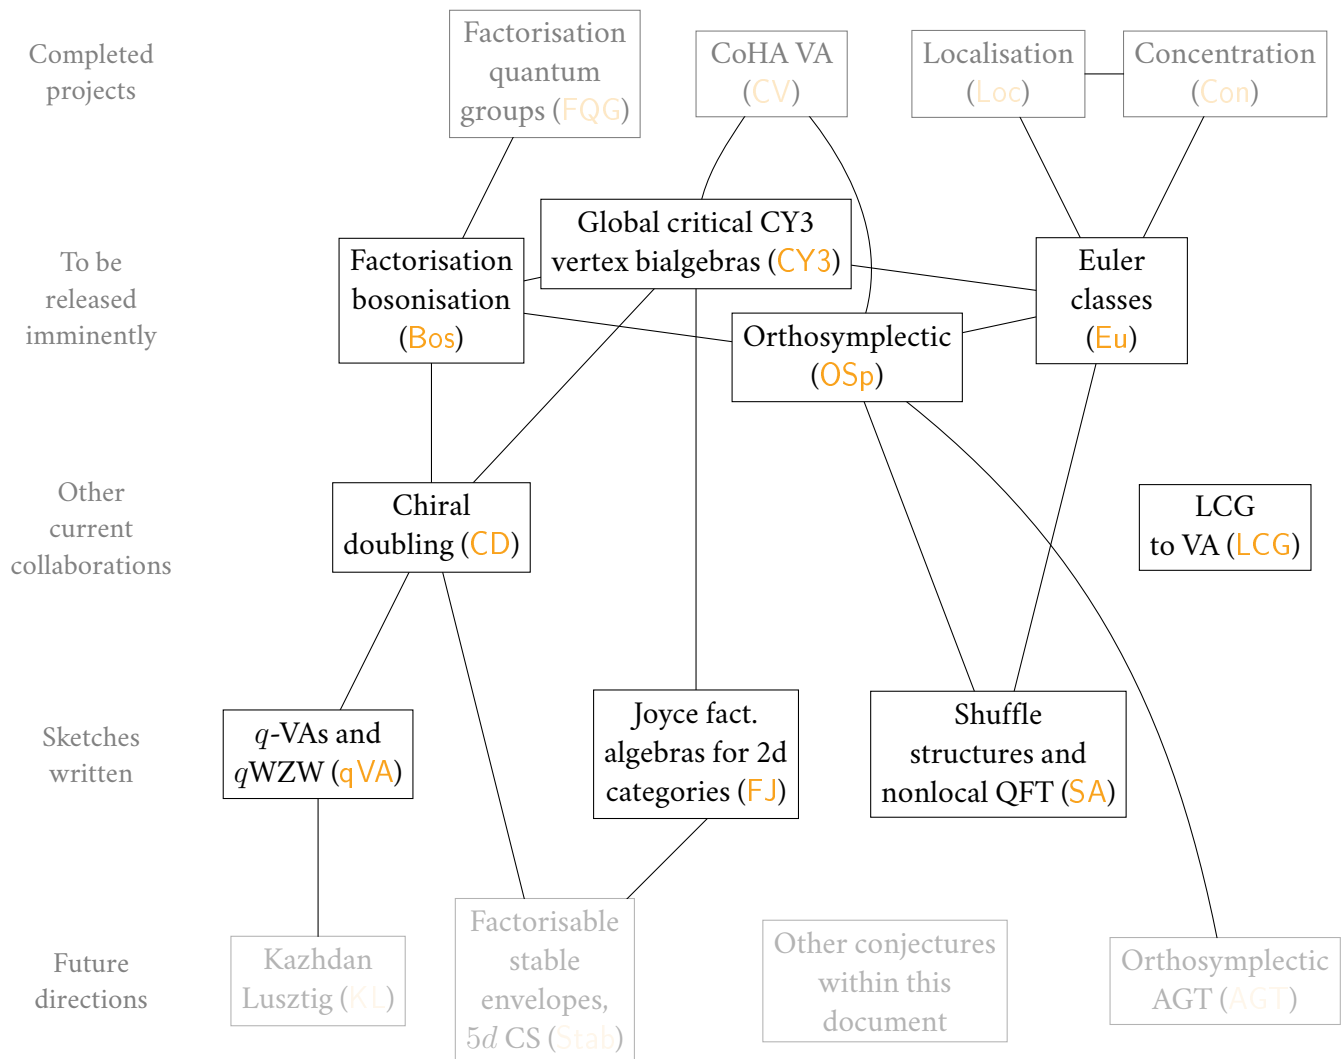 Completed
projects
Factorisation
quantum
groups (FQG)
CoHA VA
(CV)
Localisation
(Loc)
Concentration
(Con)
To be
released
imminently
Factorisation
bosonisation
(Bos)
Global critical CY3
vertex bialgebras (CY3)
Orthosymplectic
(OSp)
Euler
classes
(Eu)
Other
current
collaborations
Chiral
doubling (CD)
LCG
to VA (LCG)
Sketches
written
q-VAs and
qWZW (qVA)
Joyce fact.
algebras for 2d
categories (FJ)
Shuffle
structures and
nonlocal QFT (SA)
Future
directions
Kazhdan
Lusztig (KL)
Factorisable
stable
envelopes,
5d CS (Stab)
Other conjectures
within this
document
Orthosymplectic
AGT (AGT)